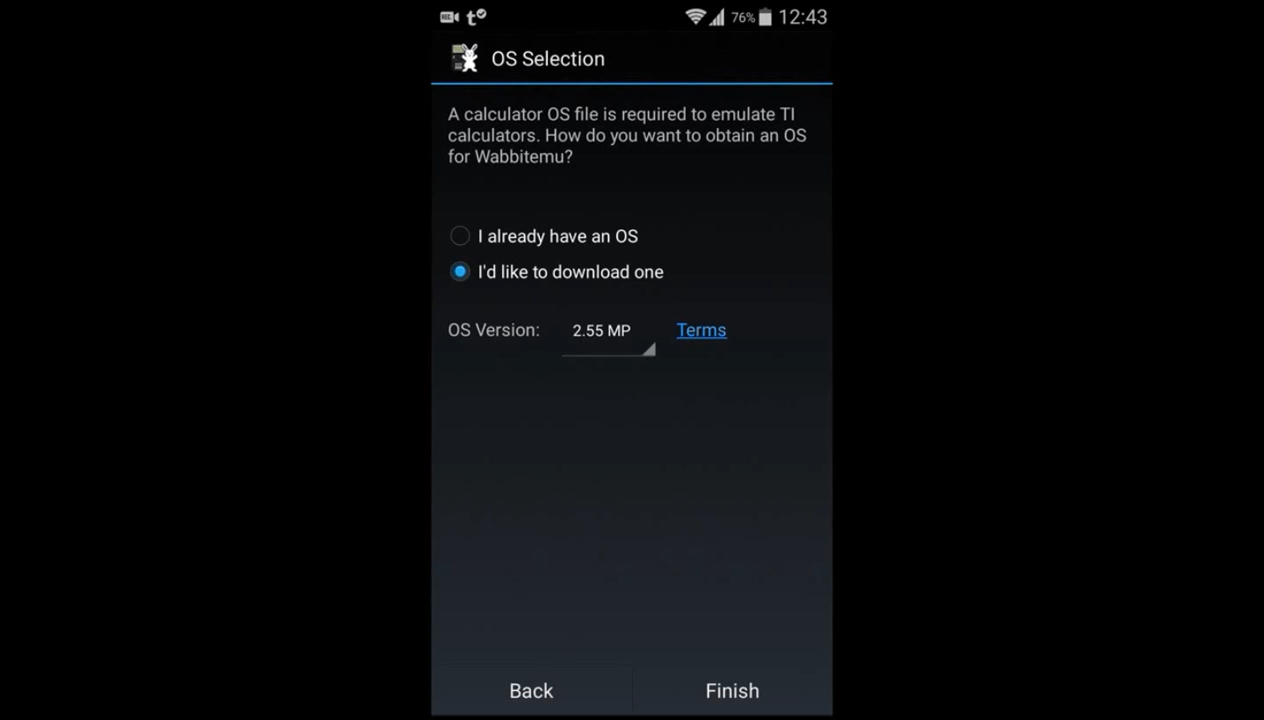 REC 76% 12:43
OS Selection
A calculator OS file is required to emulate TI
calculators. How do you want to obtain an OS
for Wabbitemu?
I already have an OS
I'd like to download one
OS Version: 2.55 MP Terms
Back Finish